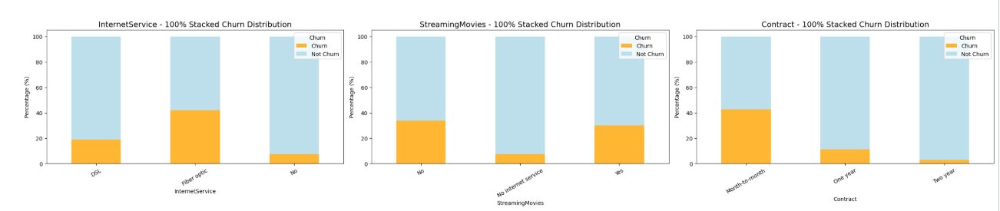 InternetService - 100% Stacked Churn Distribution
Churn
Churn
Not Churn
Percentage (%)
100
80
60
40
20
0
DSL
Fiber optic
No
InternetService
StreamingMovies - 100% Stacked Churn Distribution
Churn
Churn
Not Churn
Percentage (%)
100
80
60
40
20
0
No
No internet service
Yes
StreamingMovies
Contract - 100% Stacked Churn Distribution
Churn
Churn
Not Churn
Percentage (%)
100
80
60
40
20
0
Month-to-month
One year
Two year
Contract